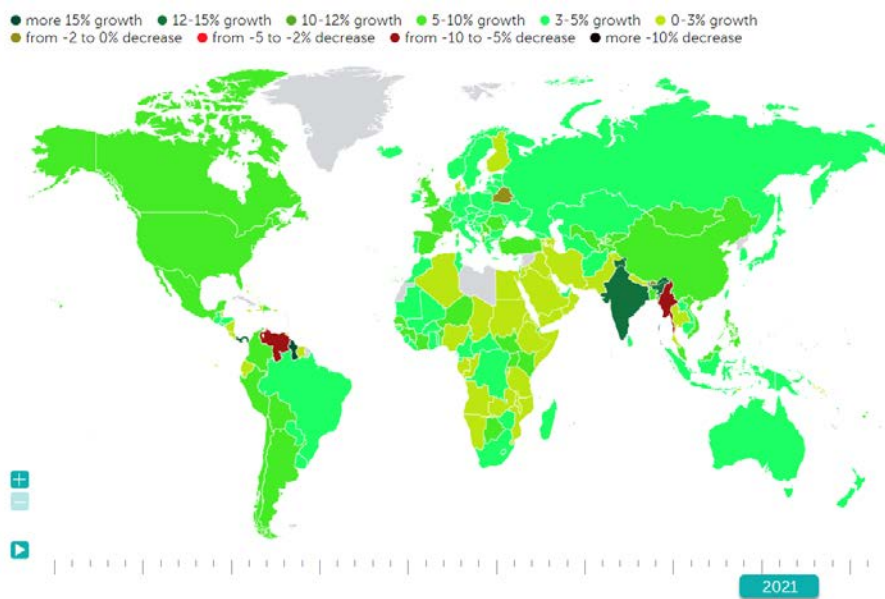 more 15% growth 12-15% growth 10-12% growth 5-10% growth 3-5% growth 0-3% growth
from -2 to 0% decrease from -5 to -2% decrease from -10 to -5% decrease more -10% decrease
+
−
2021